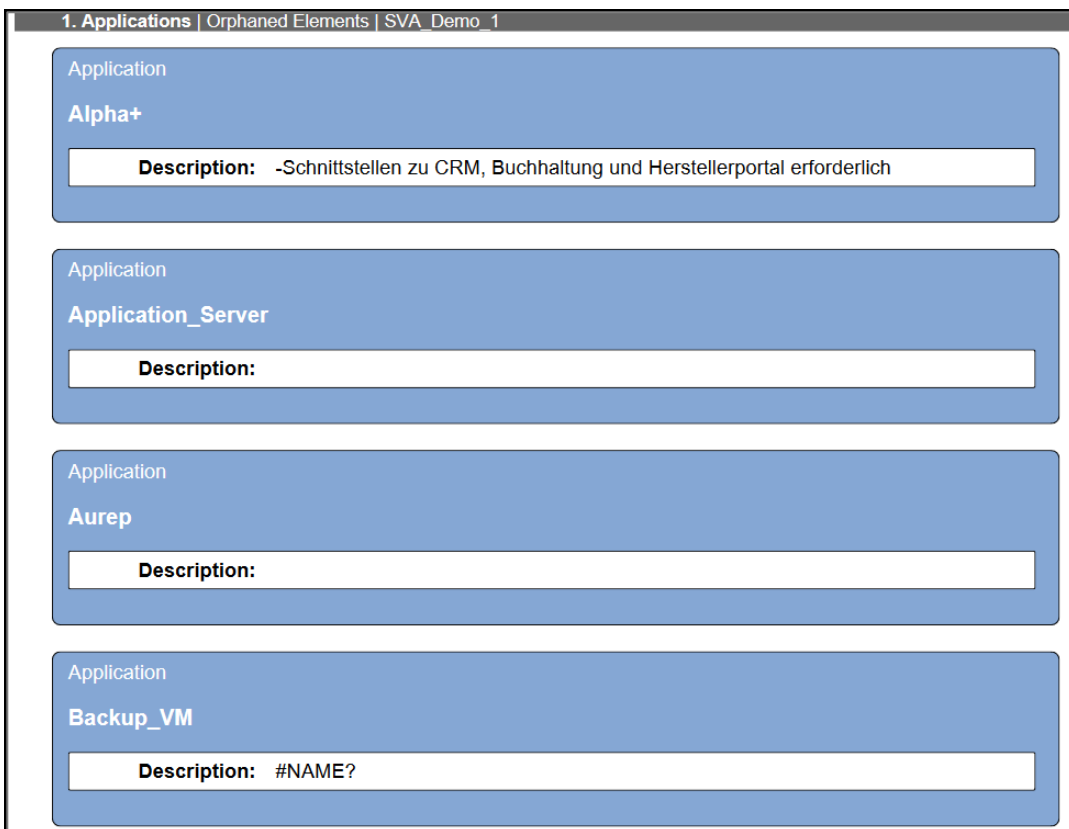 1. Applications | Orphaned Elements | SVA_Demo_1
Application
Alpha+
Description: -Schnittstellen zu CRM, Buchhaltung und Herstellerportal erforderlich
Application
Application_Server
Description:
Application
Aurep
Description:
Application
Backup_VM
Description: #NAME?